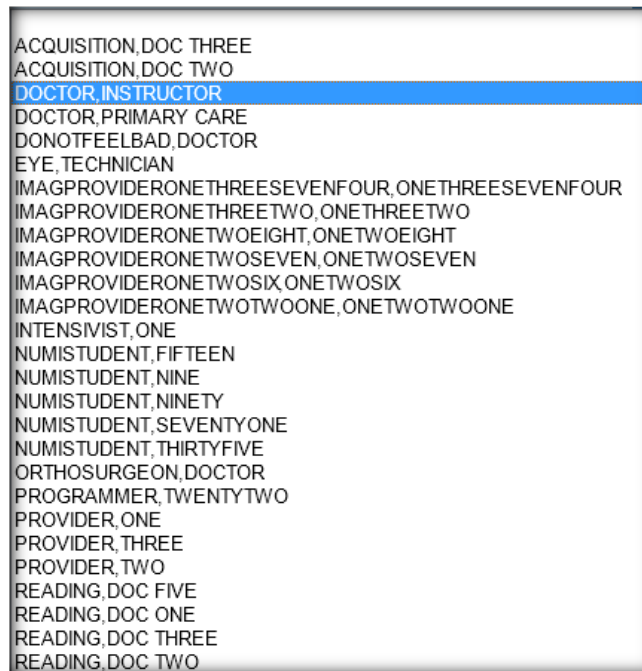 ACQUISITION,DOC THREE
ACQUISITION,DOC TWO
DOCTOR,INSTRUCTOR
DOCTOR,PRIMARY CARE
DONOTFEELBAD,DOCTOR
EYE,TECHNICIAN
IMAGPROVIDERONETHREESEVENFOUR,ONETHREESEVENFOUR
IMAGPROVIDERONETHREETWO,ONETHREETWO
IMAGPROVIDERONETWOEIGHT,ONETWOEIGHT
IMAGPROVIDERONETWOSEVEN,ONETWOSEVEN
IMAGPROVIDERONETWOSIX,ONETWOSIX
IMAGPROVIDERONETWOTWOONE,ONETWOTWOONE
INTENSIVIST,ONE
NUMISTUDENT,FIFTEEN
NUMISTUDENT,NINE
NUMISTUDENT,NINETY
NUMISTUDENT,SEVENTYONE
NUMISTUDENT,THIRTYFIVE
ORTHOSURGEON,DOCTOR
PROGRAMMER,TWENTYTWO
PROVIDER,ONE
PROVIDER,THREE
PROVIDER,TWO
READING,DOC FIVE
READING,DOC ONE
READING,DOC THREE
READING,DOC TWO